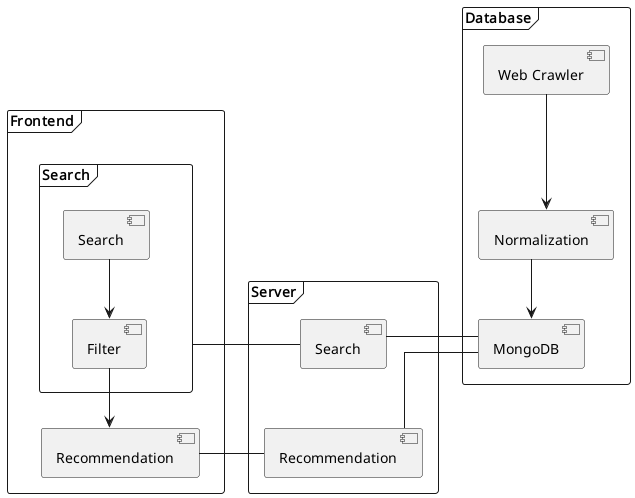 Database
Web Crawler
Frontend
Search
Search
Normalization
Server
Filter
Search
MongoDB
Recommendation
Recommendation